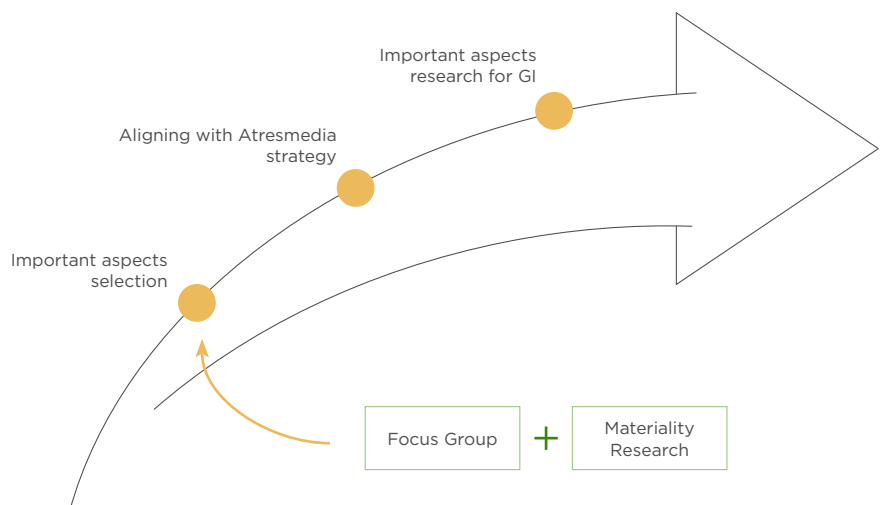 Important aspects
research for GI
Aligning with Atresmedia
strategy
Important aspects
selection
Focus Group
+
Materiality
Research